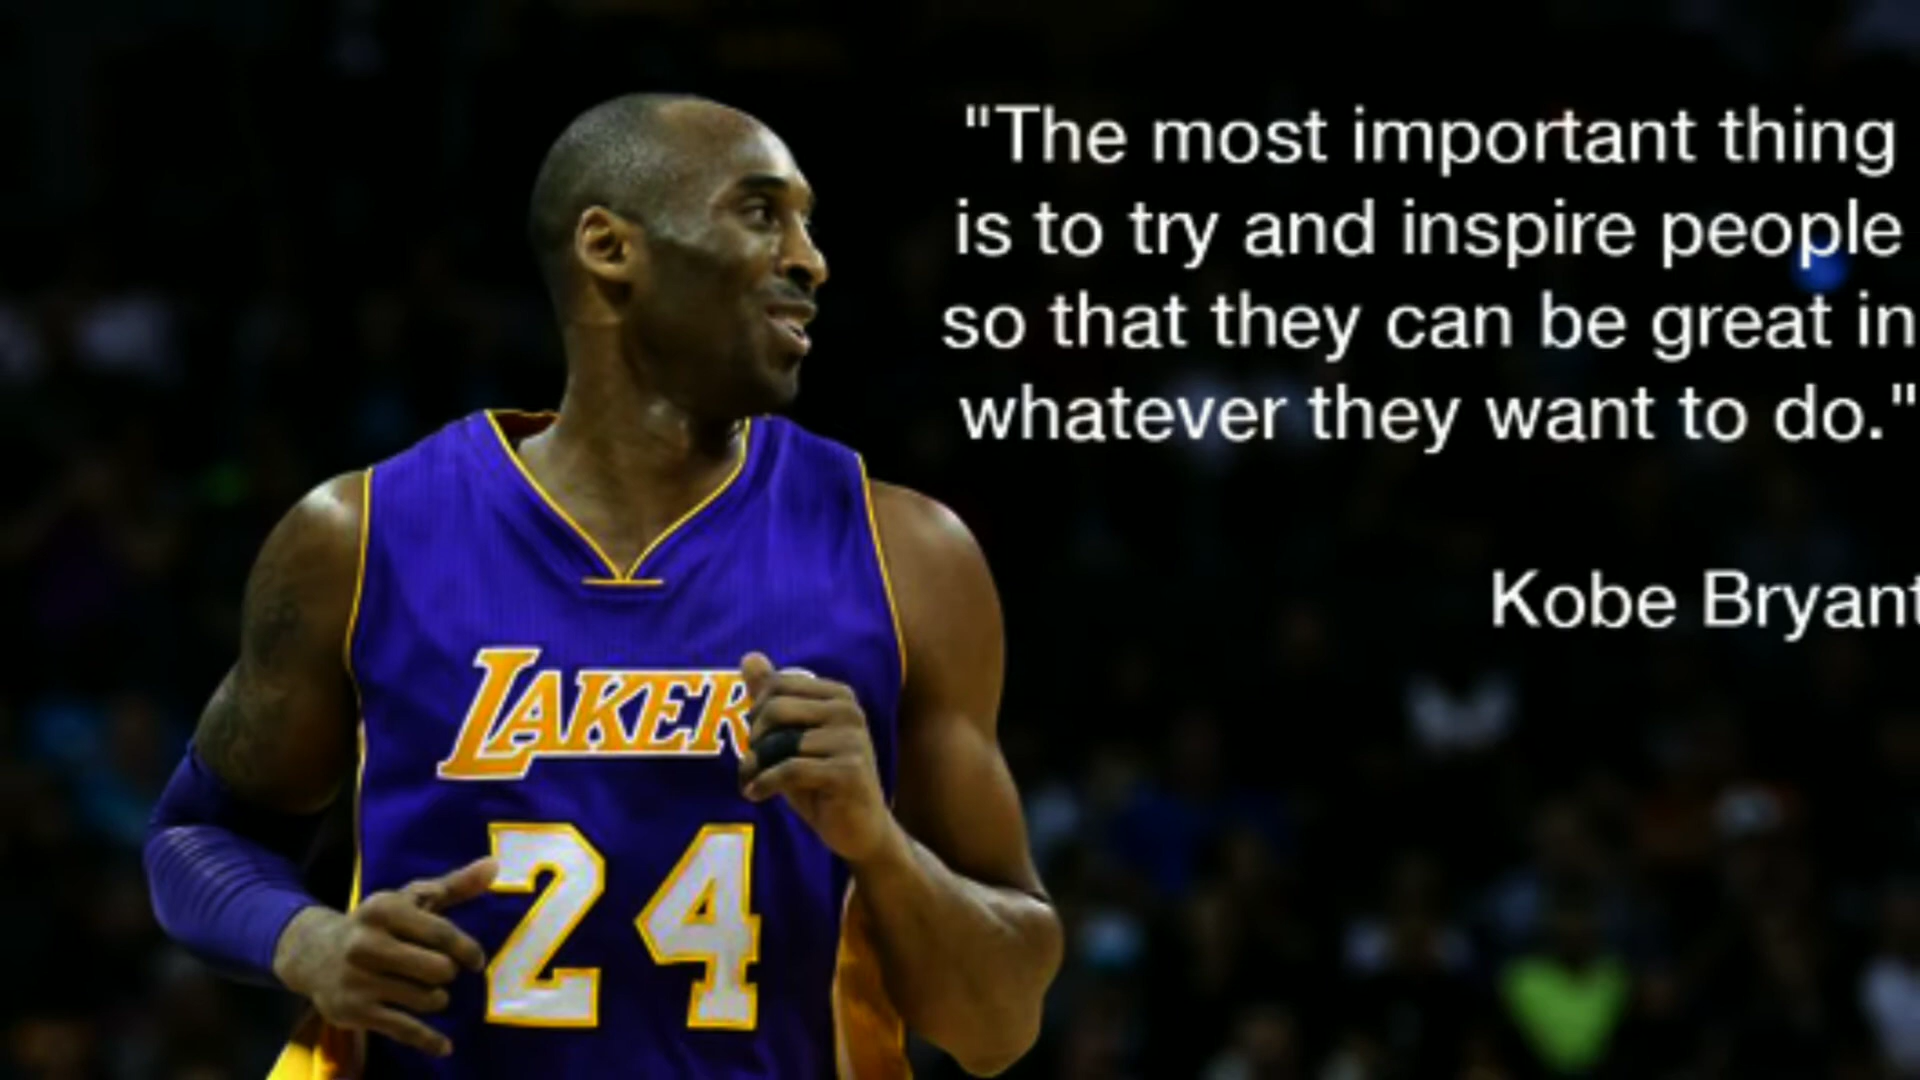 "The most important thing
is to try and inspire people
so that they can be great in
whatever they want to do."
Kobe Bryant
LAKER
24